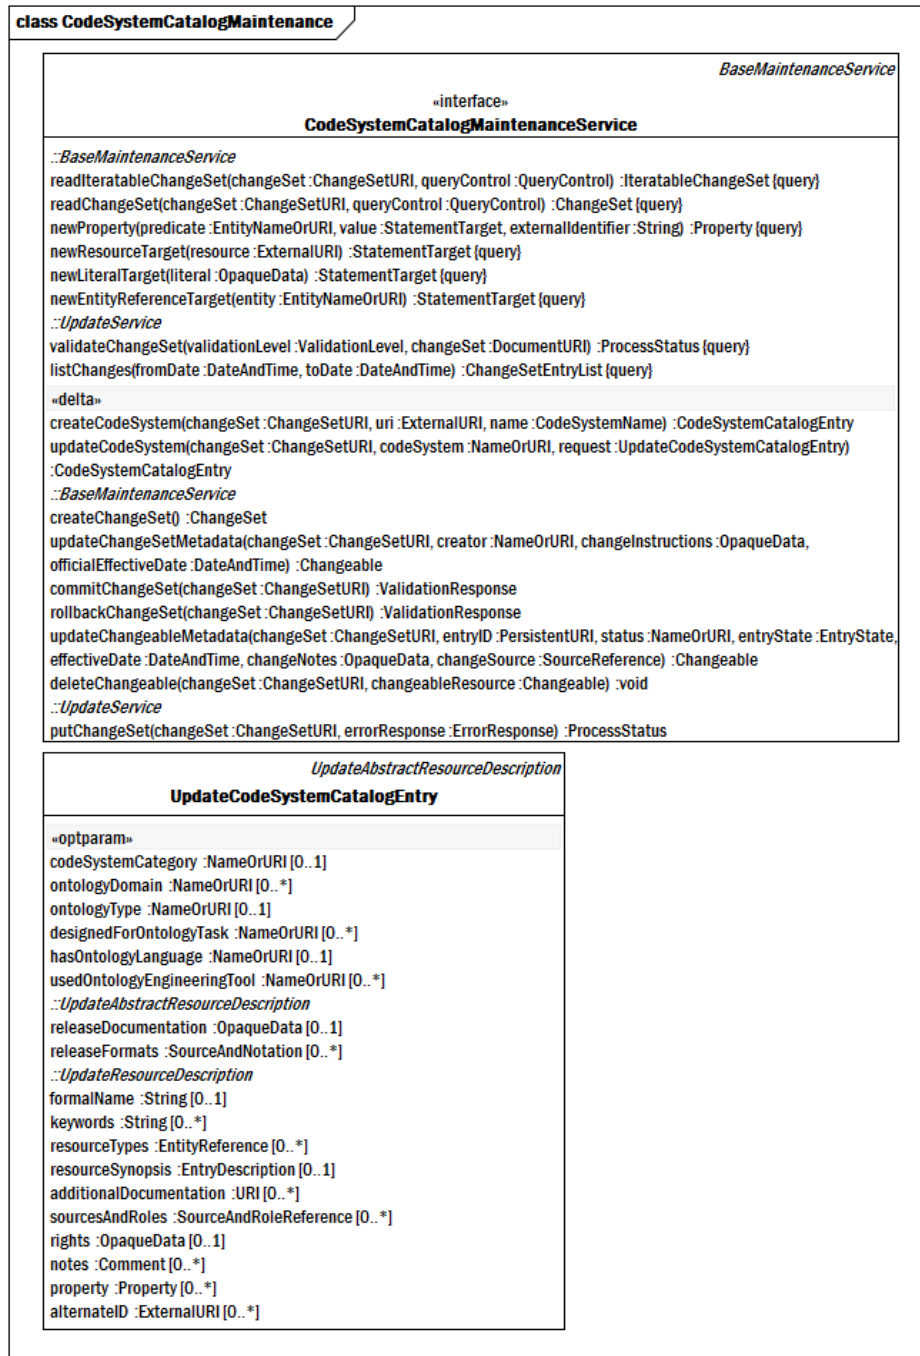 class CodeSystemCatalogMaintenance
BaseMaintenanceService
«interface»
CodeSystemCatalogMaintenanceService
::BaseMaintenanceService
readIteratableChangeSet(changeSet :ChangeSetURI, queryControl :QueryControl) :IteratableChangeSet {query}
readChangeSet(changeSet :ChangeSetURI, queryControl :QueryControl) :ChangeSet {query}
newProperty(predicate :EntityNameOrURI, value :StatementTarget, externalIdentifier :String) :Property {query}
newResourceTarget(resource :ExternalURI) :StatementTarget {query}
newLiteralTarget(literal :OpaqueData) :StatementTarget {query}
newEntityReferenceTarget(entity :EntityNameOrURI) :StatementTarget {query}
::UpdateService
validateChangeSet(validationLevel :ValidationLevel, changeSet :DocumentURI) :ProcessStatus {query}
listChanges(fromDate :DateAndTime, toDate :DateAndTime) :ChangeSetEntryList {query}
«delta»
createCodeSystem(changeSet :ChangeSetURI, uri :ExternalURI, name :CodeSystemName) :CodeSystemCatalogEntry
updateCodeSystem(changeSet :ChangeSetURI, codeSystem :NameOrURI, request :UpdateCodeSystemCatalogEntry)
:CodeSystemCatalogEntry
::BaseMaintenanceService
createChangeSet() :ChangeSet
updateChangeSetMetadata(changeSet :ChangeSetURI, creator :NameOrURI, changeInstructions :OpaqueData,
officialEffectiveDate :DateAndTime) :Changeable
commitChangeSet(changeSet :ChangeSetURI) :ValidationResponse
rollbackChangeSet(changeSet :ChangeSetURI) :ValidationResponse
updateChangeableMetadata(changeSet :ChangeSetURI, entryID :PersistentURI, status :NameOrURI, entryState :EntryState,
effectiveDate :DateAndTime, changeNotes :OpaqueData, changeSource :SourceReference) :Changeable
deleteChangeable(changeSet :ChangeSetURI, changeableResource :Changeable) :void
::UpdateService
putChangeSet(changeSet :ChangeSetURI, errorResponse :ErrorResponse) :ProcessStatus
UpdateAbstractResourceDescription
UpdateCodeSystemCatalogEntry
«optparam»
codeSystemCategory :NameOrURI [0..1]
ontologyDomain :NameOrURI [0..*]
ontologyType :NameOrURI [0..1]
designedForOntologyTask :NameOrURI [0..*]
hasOntologyLanguage :NameOrURI [0..1]
usedOntologyEngineeringTool :NameOrURI [0..*]
::UpdateAbstractResourceDescription
releaseDocumentation :OpaqueData [0..1]
releaseFormats :SourceAndNotation [0..*]
::UpdateResourceDescription
formalName :String [0..1]
keywords :String [0..*]
resourceTypes :EntityReference [0..*]
resourceSynopsis :EntryDescription [0..1]
additionalDocumentation :URI [0..*]
sourcesAndRoles :SourceAndRoleReference [0..*]
rights :OpaqueData [0..1]
notes :Comment [0..*]
property :Property [0..*]
alternateID :ExternalURI [0..*]